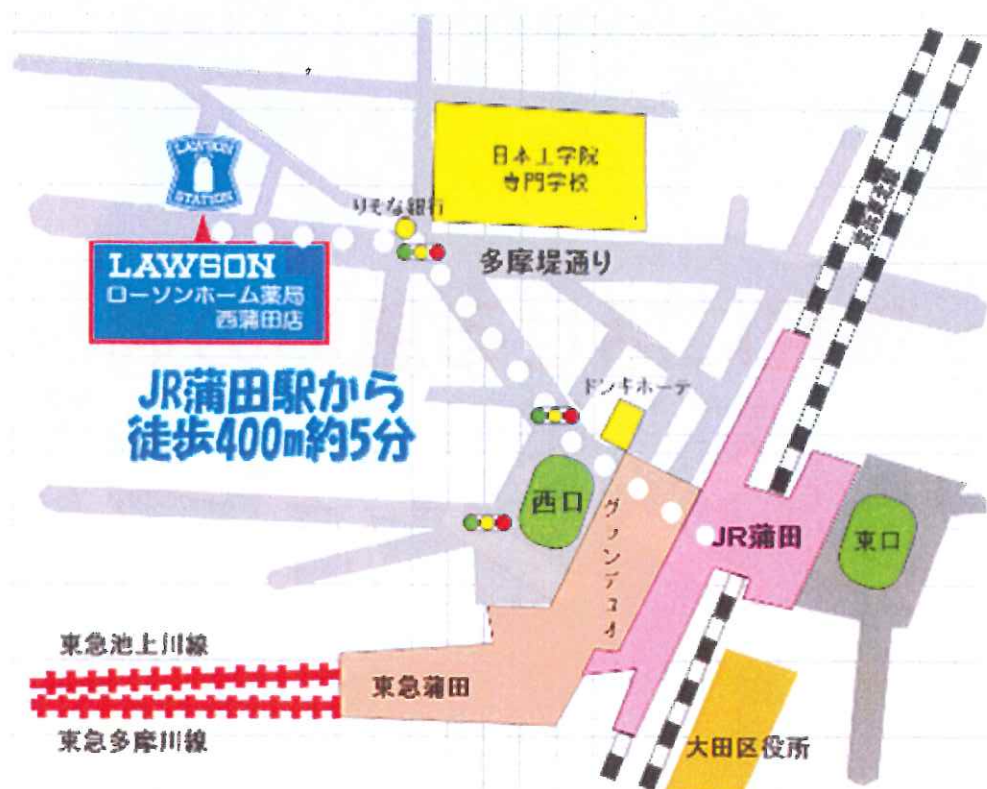 日本工学院
専門学校
LAWSON
STATION
りそな銀行
多摩堤通り
LAWSON
ローソンホーム薬局
西蒲田店
JR蒲田駅から
徒歩400m約5分
ドンキホーテ
西口
グランデュオ
JR蒲田
東口
東急池上川線
東急蒲田
東急多摩川線
大田区役所